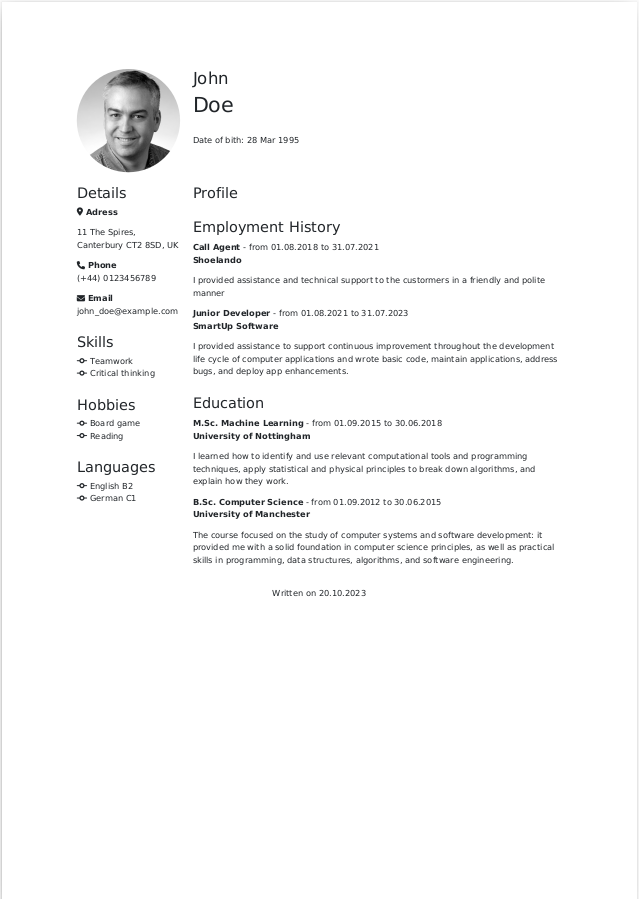 John
Doe
Date of bith: 28 Mar 1995
Details
Adress
11 The Spires,
Canterbury CT2 8SD, UK
Phone
(+44) 0123456789
Email
john_doe@example.com
Skills
Teamwork
Critical thinking
Hobbies
Board game
Reading
Languages
English B2
German C1
Profile
Employment History
Call Agent - from 01.08.2018 to 31.07.2021
Shoelando
I provided assistance and technical support to the custormers in a friendly and polite
manner
Junior Developer - from 01.08.2021 to 31.07.2023
SmartUp Software
I provided assistance to support continuous improvement throughout the development
life cycle of computer applications and wrote basic code, maintain applications, address
bugs, and deploy app enhancements.
Education
M.Sc. Machine Learning - from 01.09.2015 to 30.06.2018
University of Nottingham
I learned how to identify and use relevant computational tools and programming
techniques, apply statistical and physical principles to break down algorithms, and
explain how they work.
B.Sc. Computer Science - from 01.09.2012 to 30.06.2015
University of Manchester
The course focused on the study of computer systems and software development: it
provided me with a solid foundation in computer science principles, as well as practical
skills in programming, data structures, algorithms, and software engineering.
Written on 20.10.2023